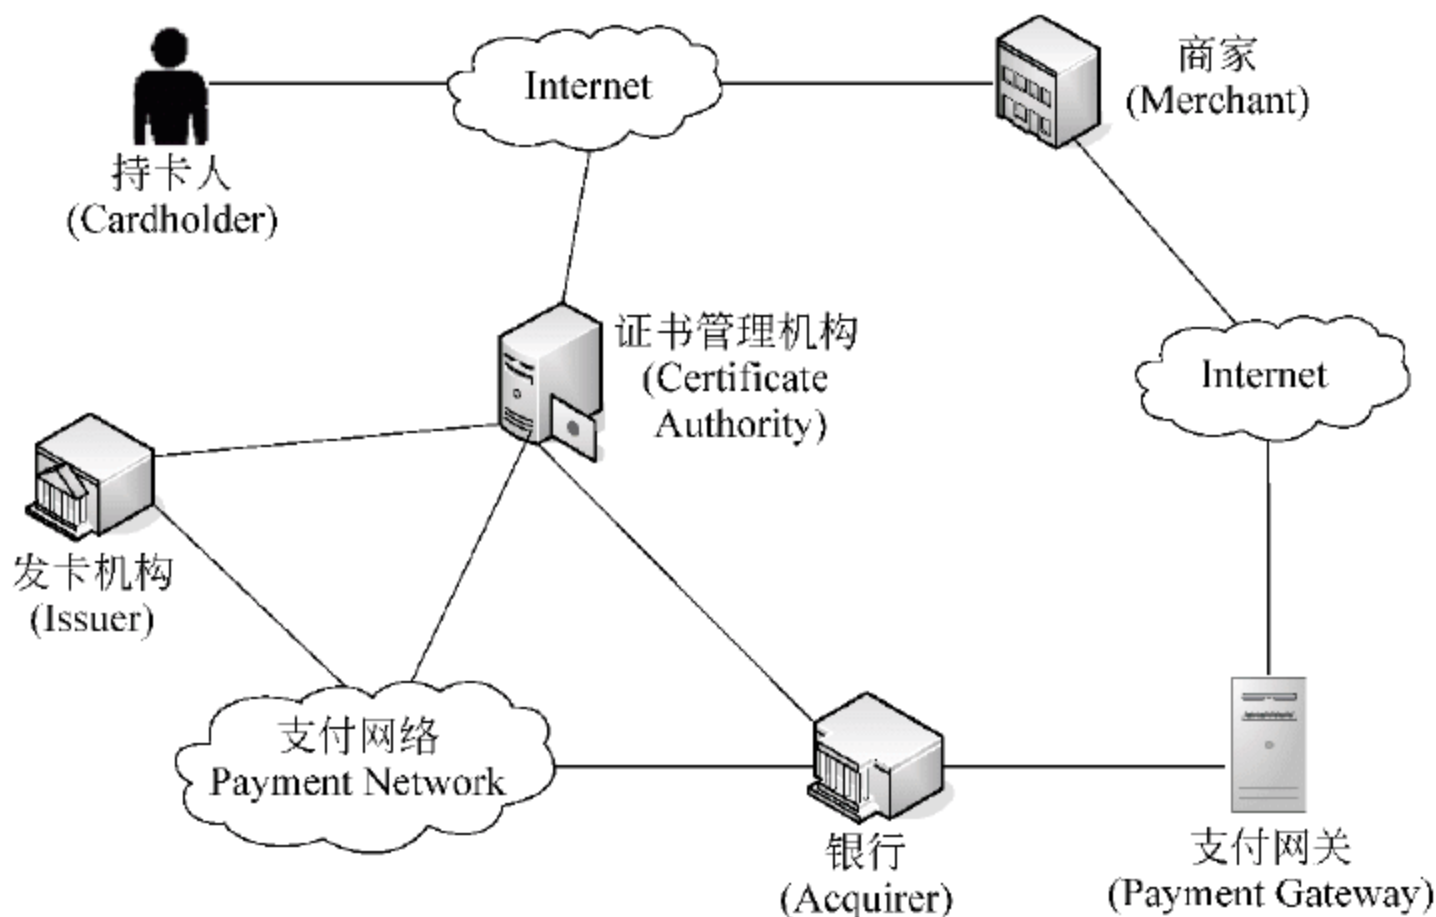 Internet
商家
(Merchant)
持卡人
(Cardholder)
证书管理机构
(Certificate
Authority)
Internet
发卡机构
(Issuer)
支付网络
Payment Network
银行
(Acquirer)
支付网关
(Payment Gateway)